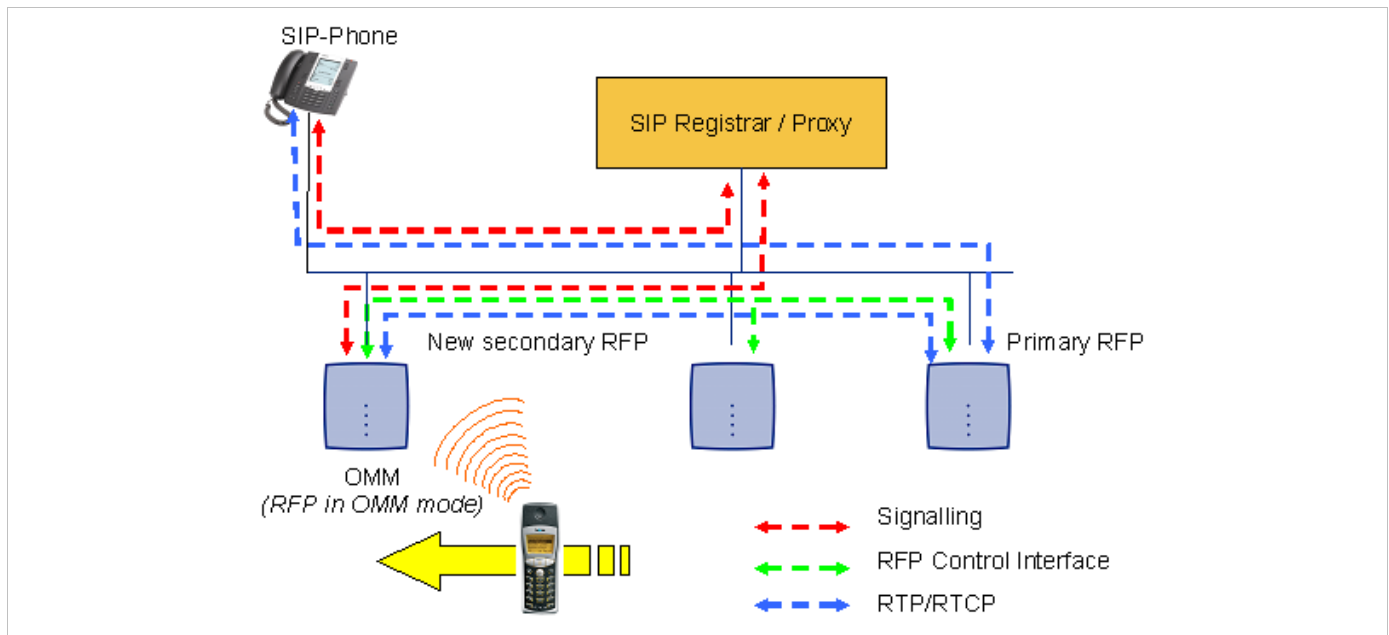 SIP-Phone
SIP Registrar / Proxy
New secondary RFP
Primary RFP
OMM
(RFP in OMM mode)
Signalling
RFP Control Interface
RTP/RTCP